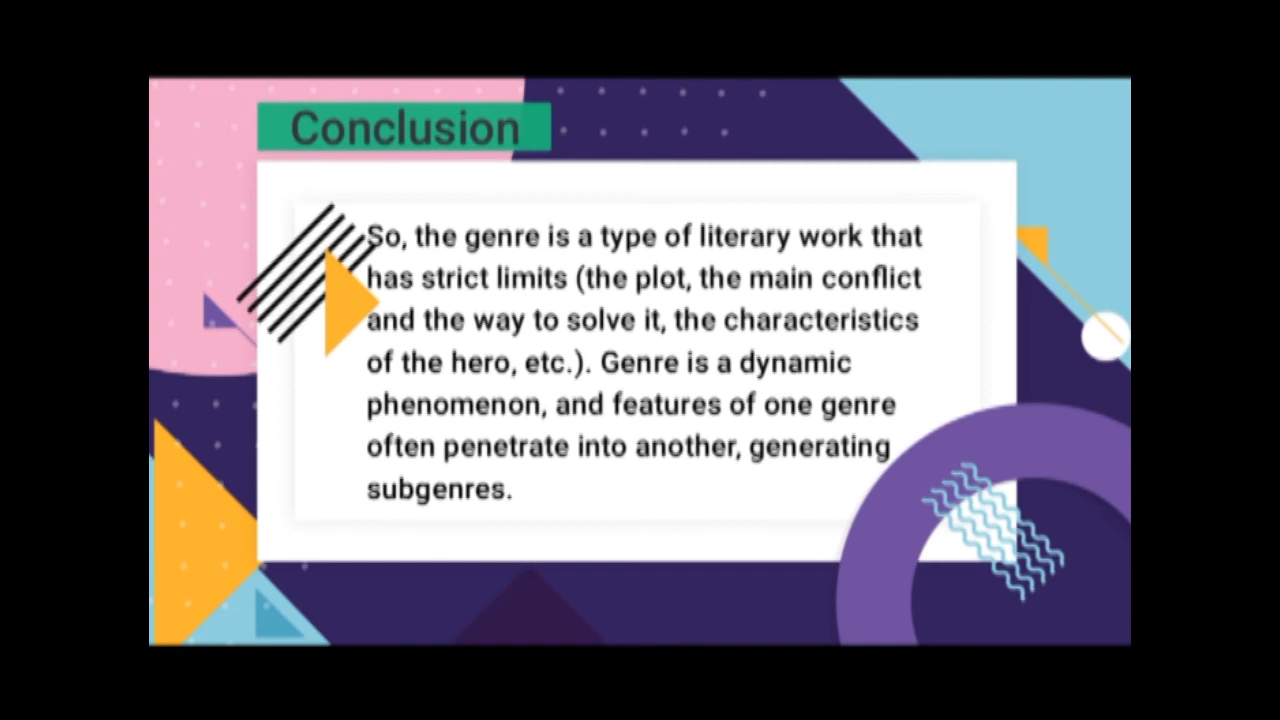 Conclusion
So, the genre is a type of literary work that
has strict limits (the plot, the main conflict
and the way to solve it, the characteristics
of the hero, etc.). Genre is a dynamic
phenomenon, and features of one genre
often penetrate into another, generating
subgenres.